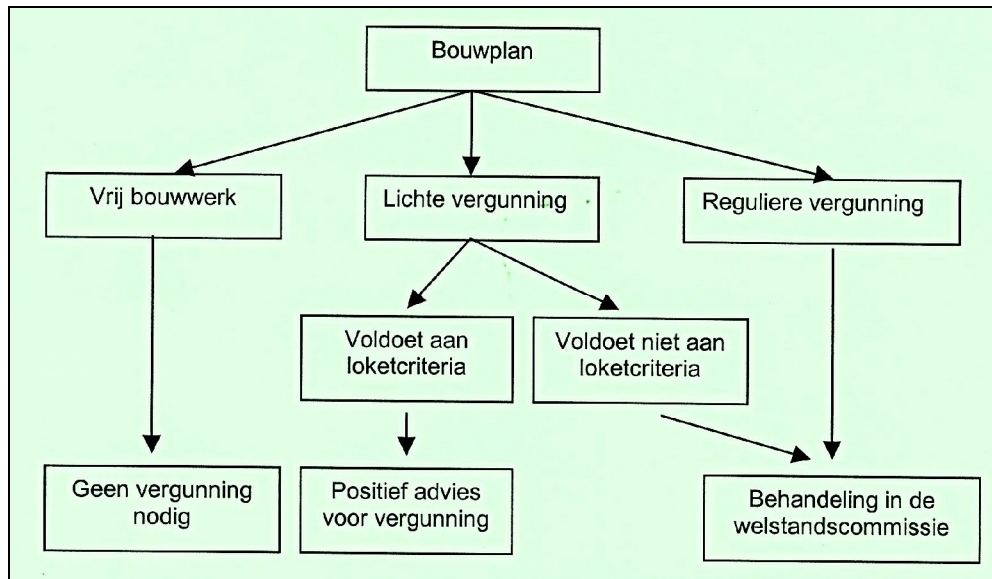 Bouwplan
Vrij bouwwerk
Lichte vergunning
Reguliere vergunning
Voldoet aan
loketcriteria
Voldoet niet aan
loketcriteria
Geen vergunning
nodig
Positief advies
voor vergunning
Behandeling in de
welstandscommissie